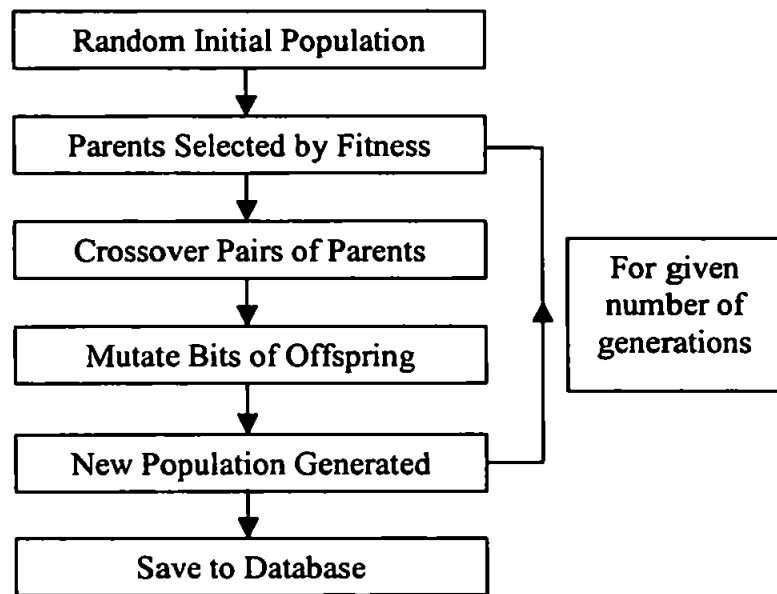 Random Initial Population
Parents Selected by Fitness
Crossover Pairs of Parents
Mutate Bits of Offspring
New Population Generated
Save to Database
For given
number of
generations